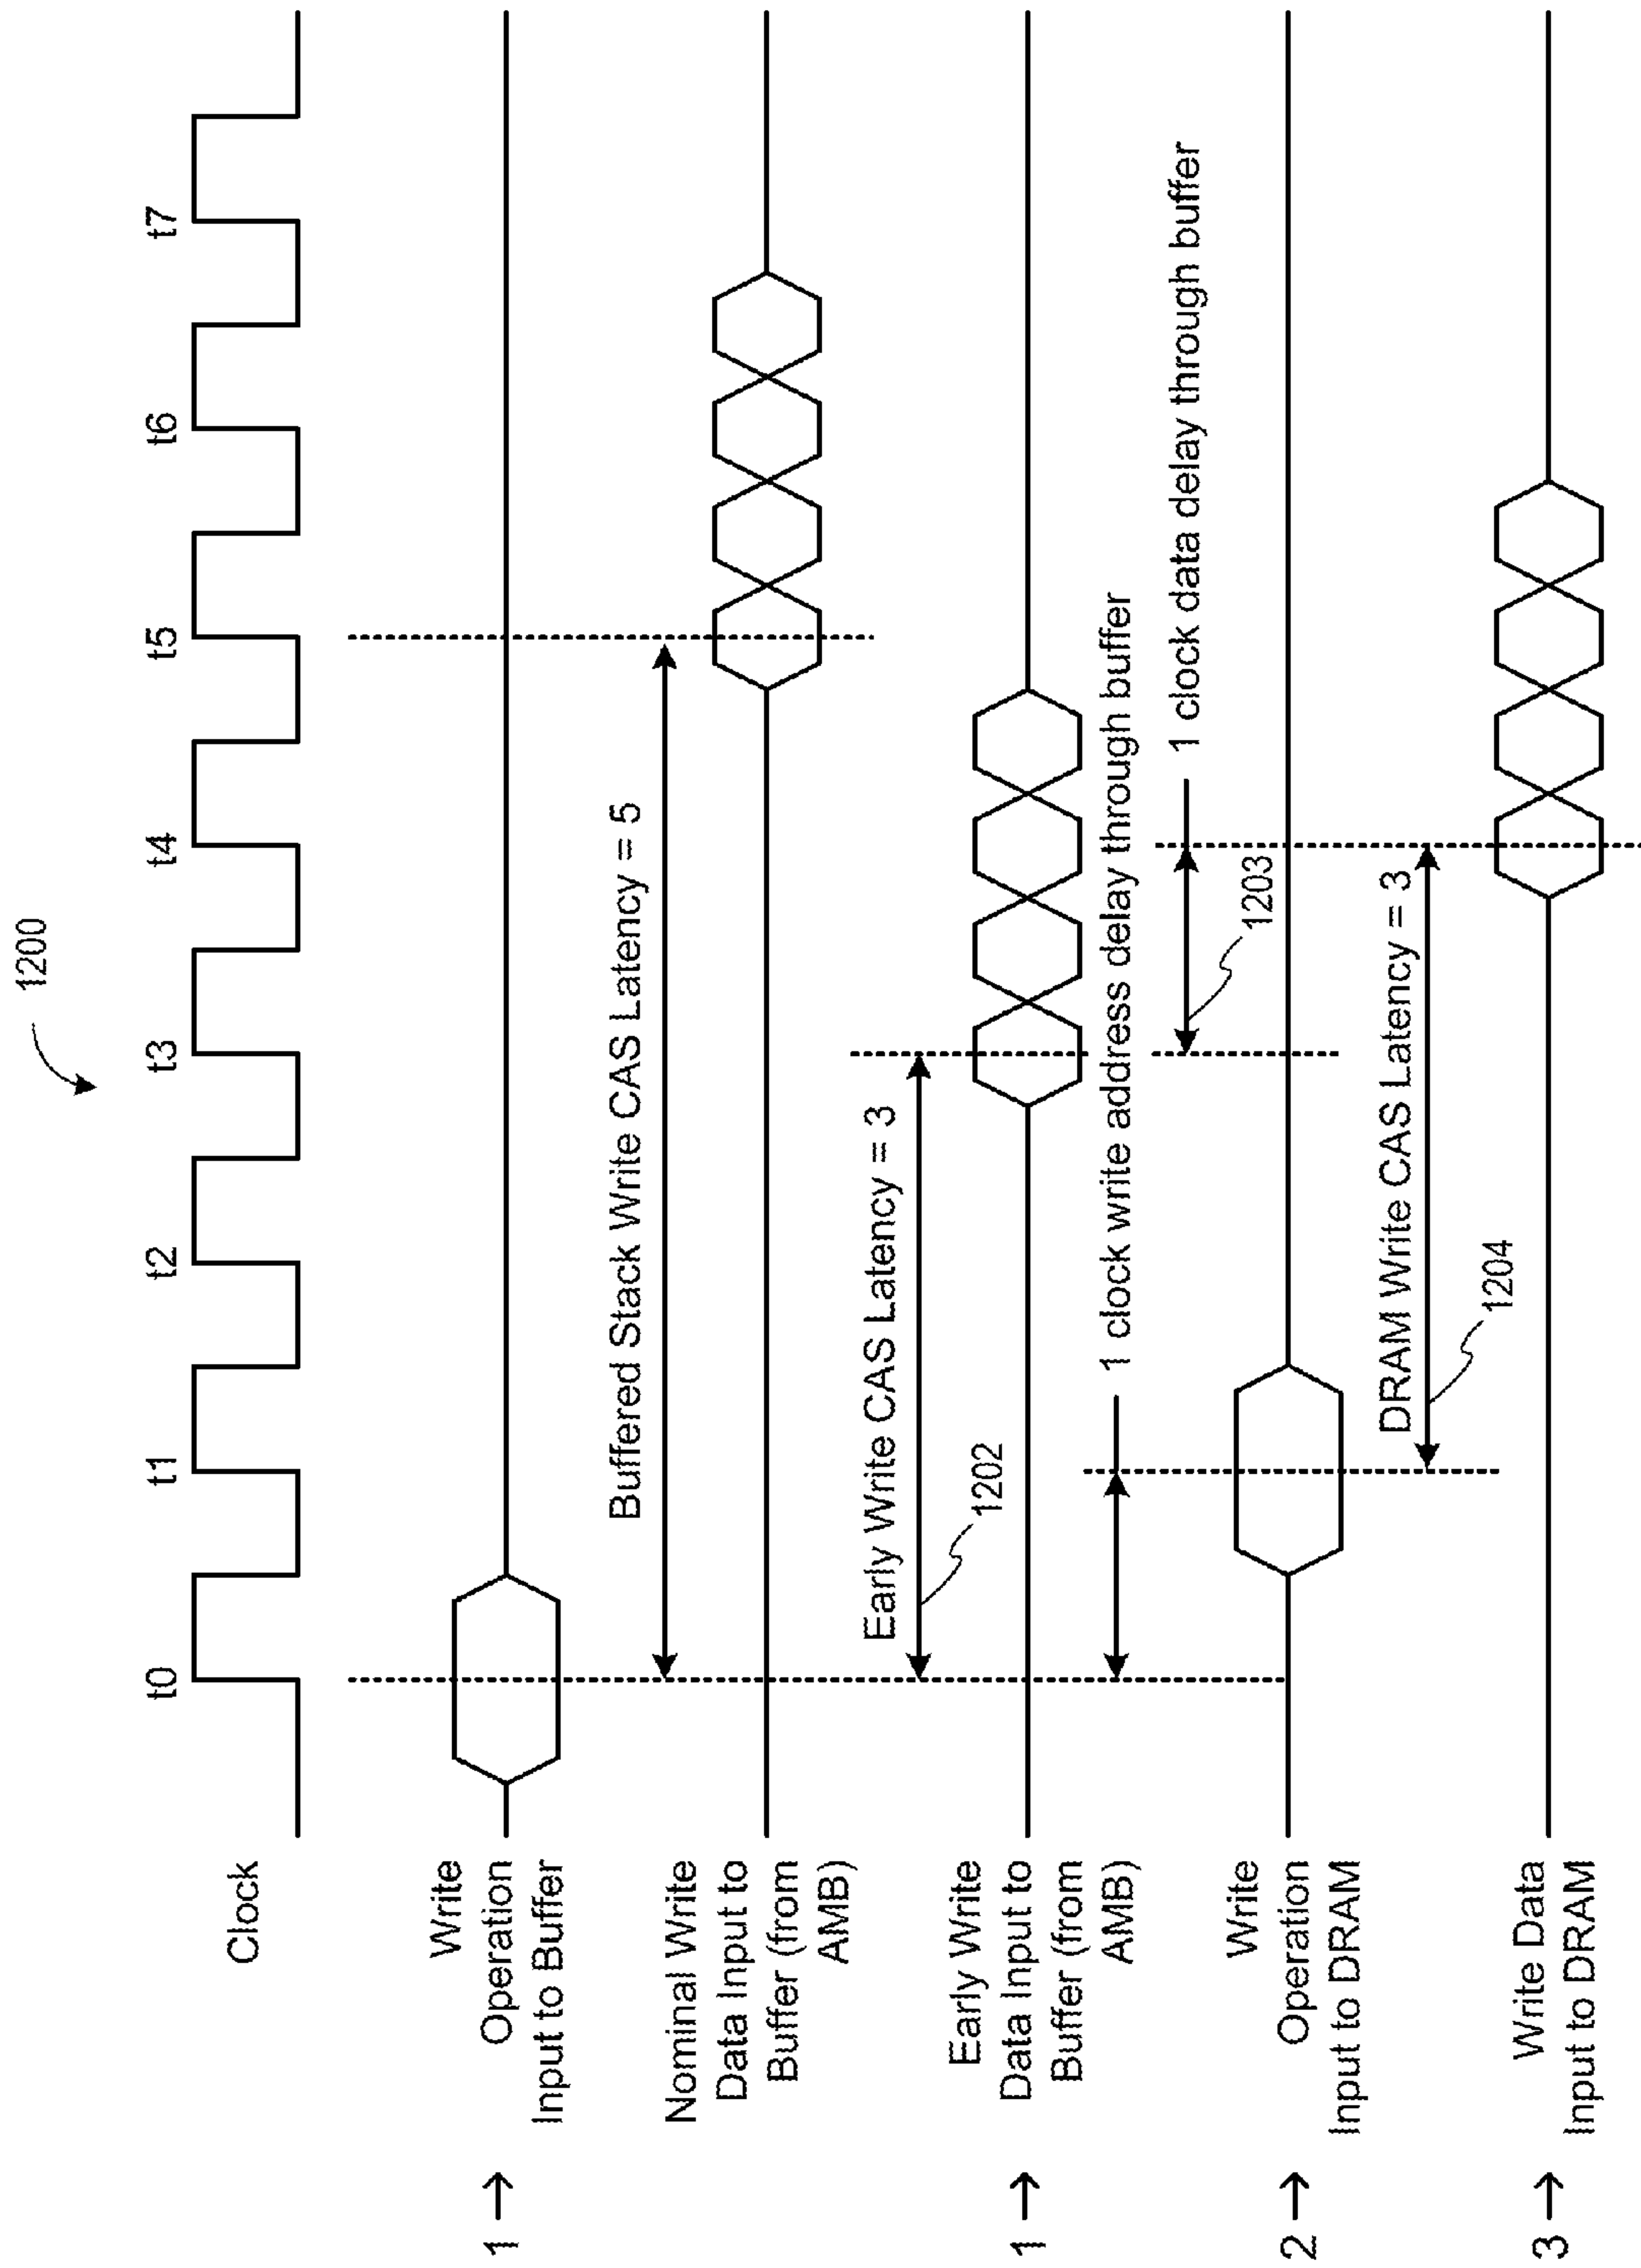 1200
t0 t1 t2 t3 t4 t5 t6 t7
Clock
1 →
Write
Operation
Input to Buffer
Buffered Stack Write CAS Latency = 5
Nominal Write
Data Input to
Buffer (from
AMB)
Early Write CAS Latency = 3
1202
1 →
Early Write
Data Input to
Buffer (from
AMB)
1 clock write address delay through buffer
1 clock data delay through buffer
1203
2 →
Write
Operation
Input to DRAM
DRAM Write CAS Latency = 3
1204
3 →
Write Data
Input to DRAM